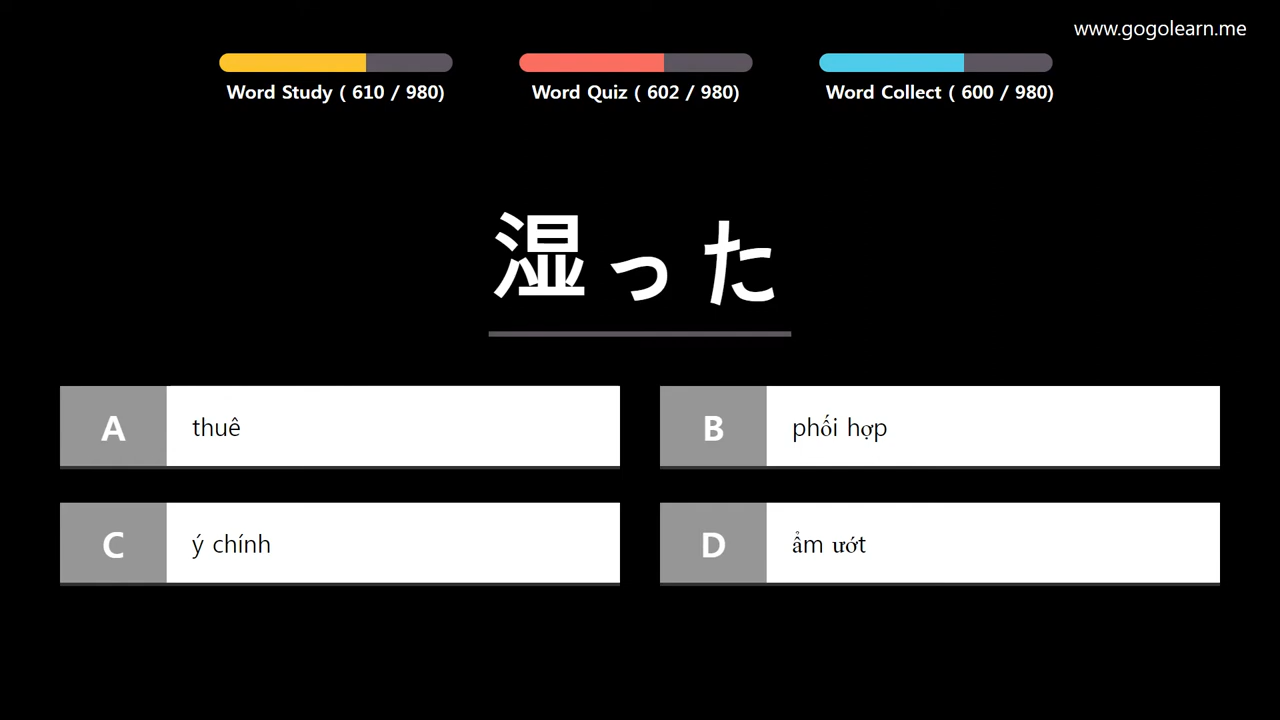 www.gogolearn.me
Word Study ( 610 / 980)
Word Quiz ( 602 / 980)
Word Collect ( 600 / 980)
湿った
A thuê
B phối hợp
C ý chính
D ẩm ướt